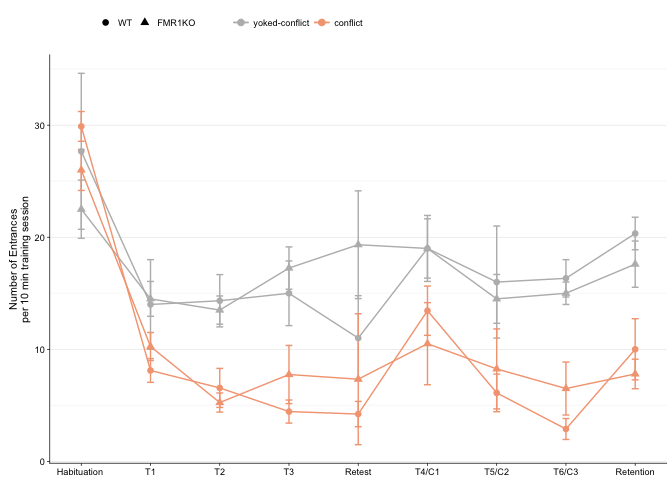 WT FMR1KO yoked-conflict conflict
Number of Entrances
per 10 min training session
30
20
10
0
Habituation T1 T2 T3 Retest T4/C1 T5/C2 T6/C3 Retention